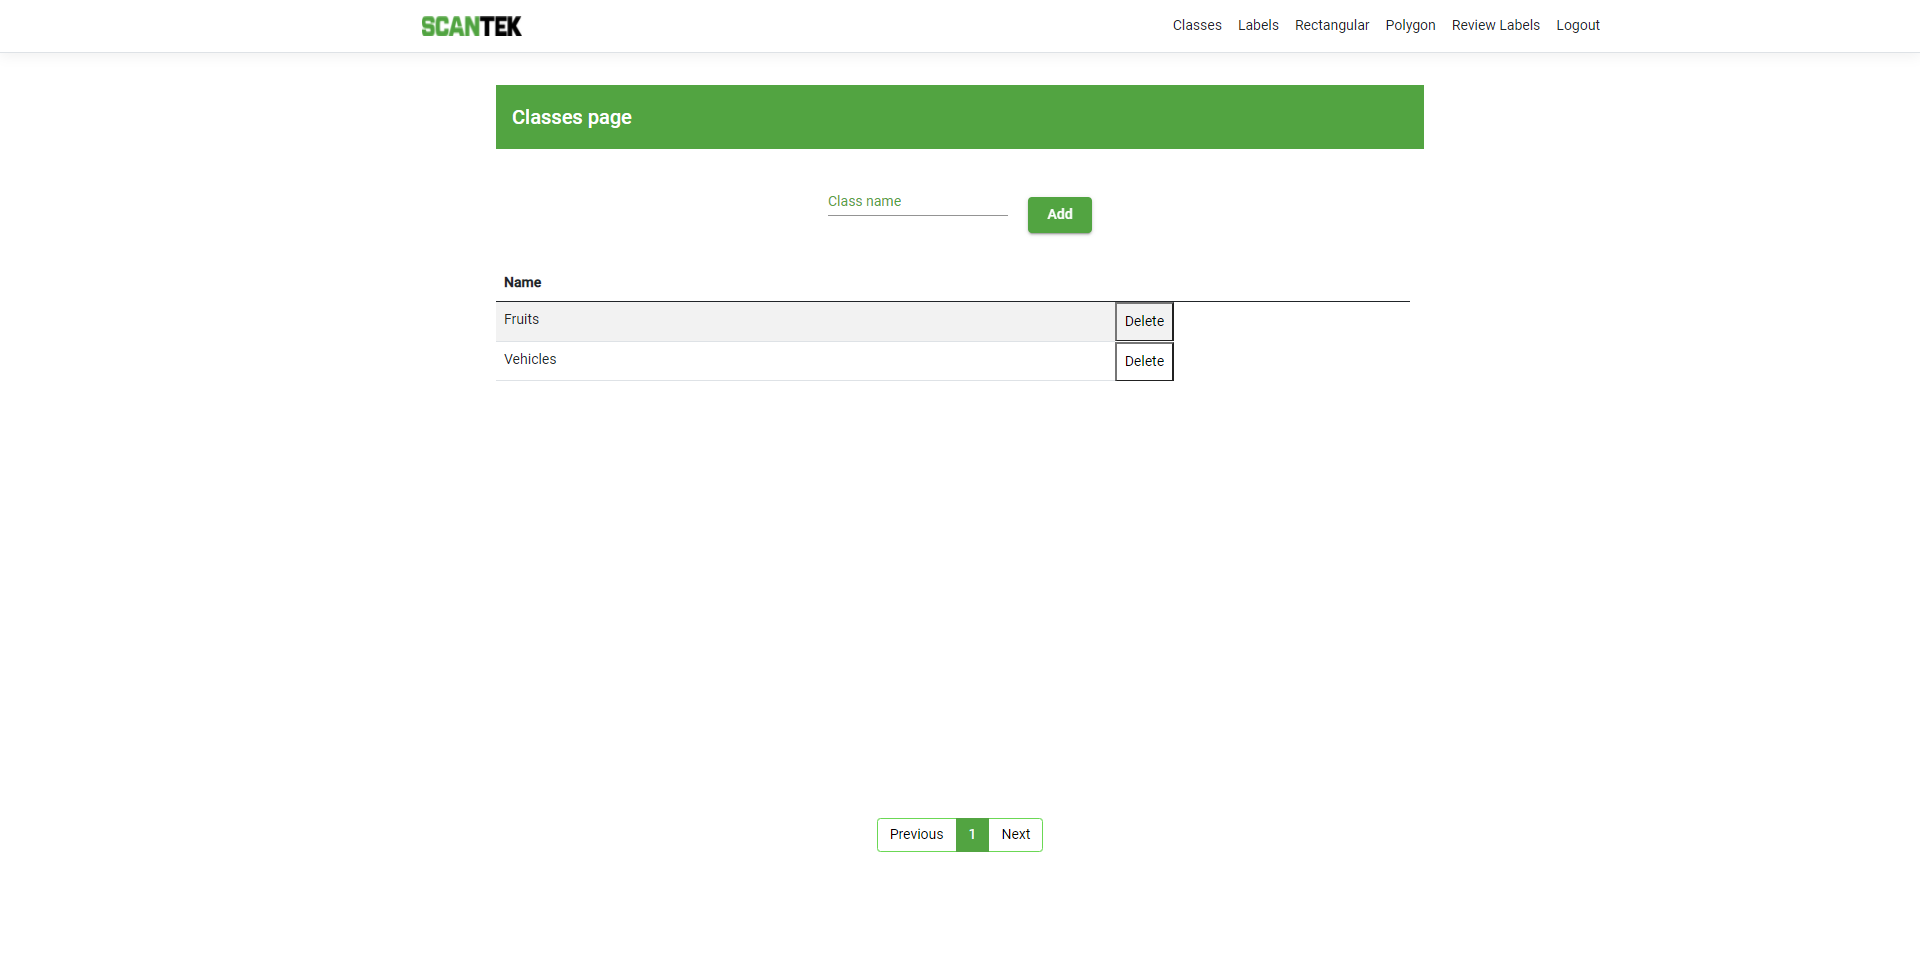 SCANTEK Classes Labels Rectangular Polygon Review Labels Logout
Classes page
Class name Add
Name
Fruits Delete
Vehicles Delete
Previous 1 Next